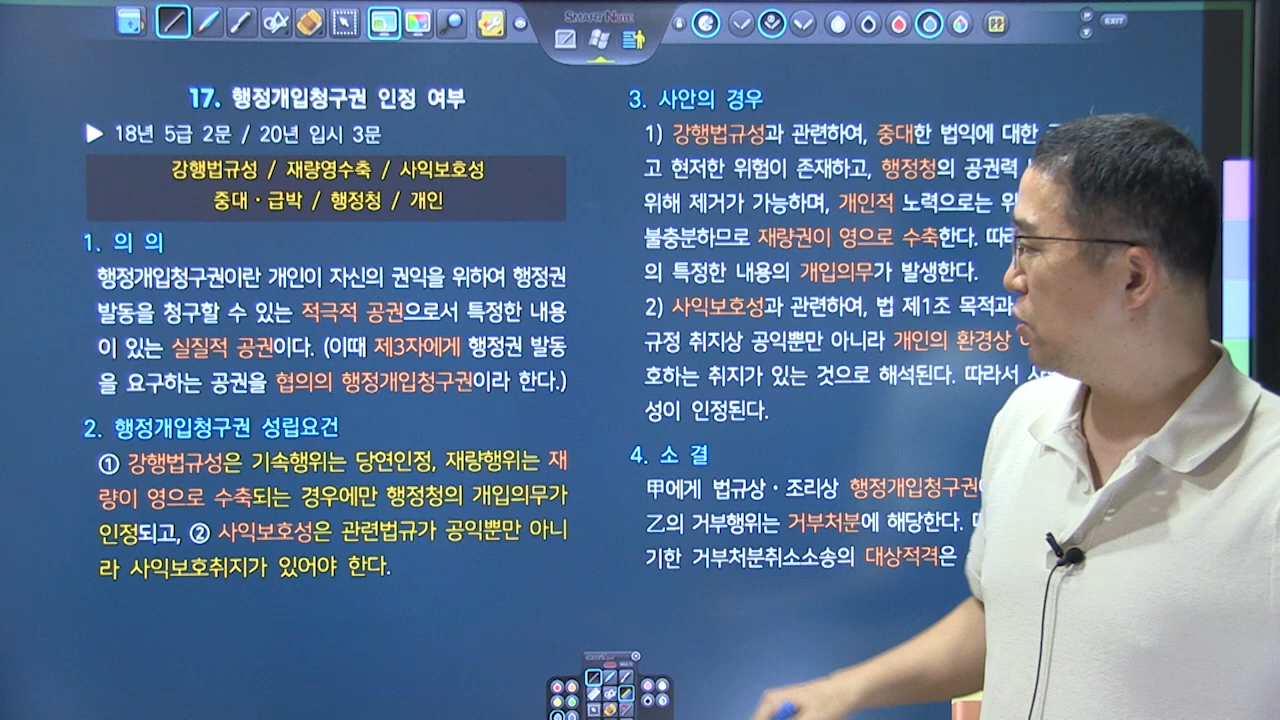 SMARTNOTE
EXIT
17. 행정개입청구권 인정 여부
▶ 18년 5급 2문 / 20년 입시 3문
강행법규성 / 재량영수축 / 사익보호성
중대·급박 / 행정청 / 개인
1. 의 의
행정개입청구권이란 개인이 자신의 권익을 위하여 행정권
발동을 청구할 수 있는 적극적 공권으로서 특정한 내용
이 있는 실질적 공권이다. (이때 제3자에게 행정권 발동
을 요구하는 공권을 협의의 행정개입청구권이라 한다.)
2. 행정개입청구권 성립요건
① 강행법규성은 기속행위는 당연인정, 재량행위는 재
량이 영으로 수축되는 경우에만 행정청의 개입의무가
인정되고, ② 사익보호성은 관련법규가 공익뿐만 아니
라 사익보호취지가 있어야 한다.
3. 사안의 경우
1) 강행법규성과 관련하여, 중대한 법익에 대한
고 현저한 위험이 존재하고, 행정청의 공권력
위해 제거가 가능하며, 개인적 노력으로는
불충분하므로 재량권이 영으로 수축한다.
의 특정한 내용의 개입의무가 발생한다.
2) 사익보호성과 관련하여, 법 제1조 목적과
규정 취지상 공익뿐만 아니라 개인의 환경상
호하는 취지가 있는 것으로 해석된다. 따라서
성이 인정된다.
4. 소 결
甲에게 법규상·조리상 행정개입청구권
乙의 거부행위는 거부처분에 해당한다.
기한 거부처분취소소송의 대상적격은